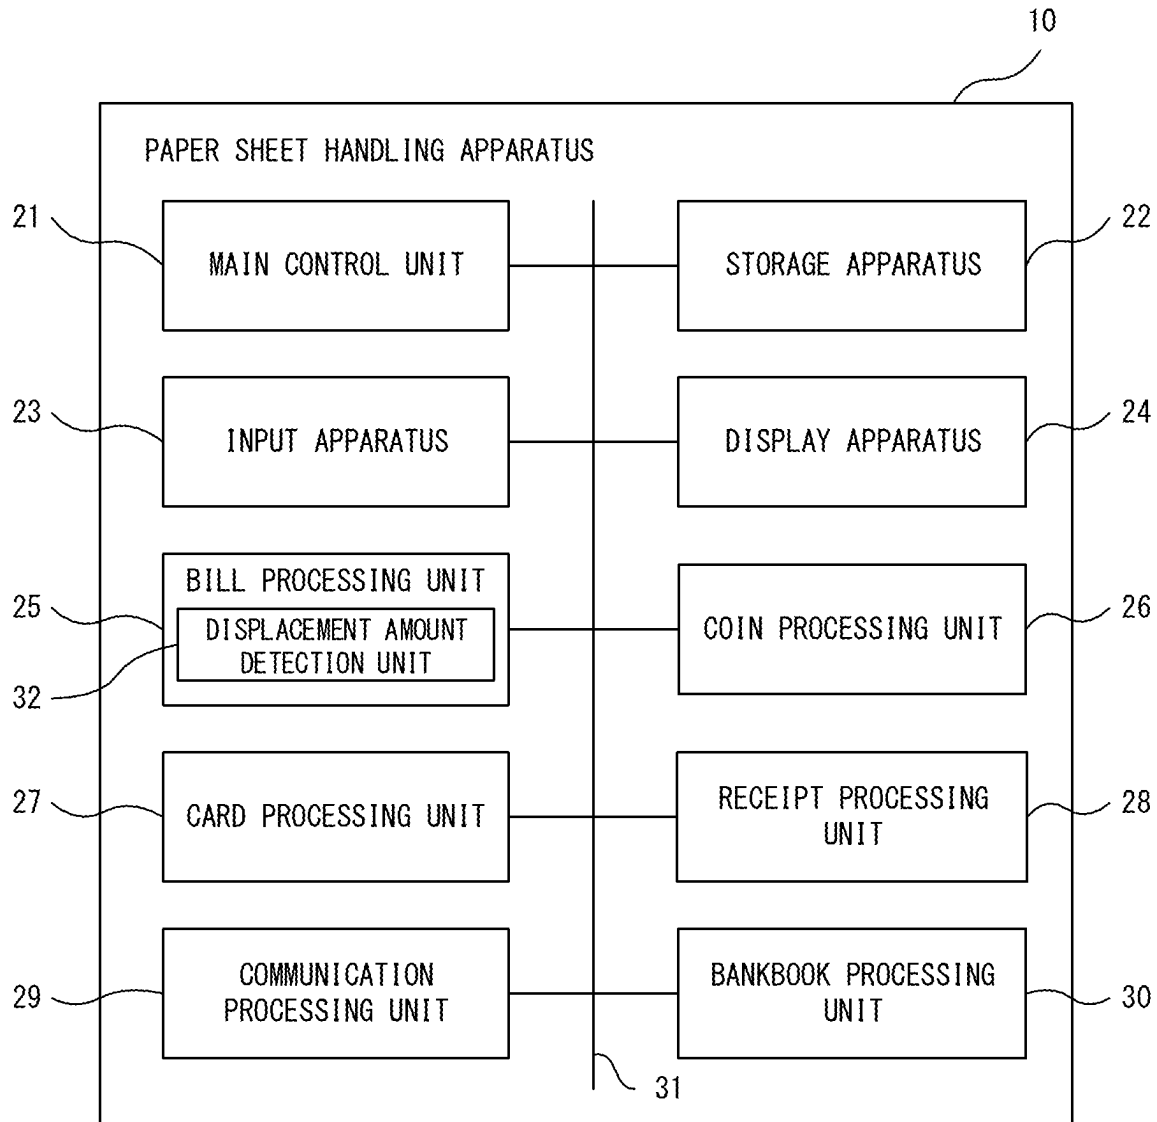 10
PAPER SHEET HANDLING APPARATUS
21
MAIN CONTROL UNIT
STORAGE APPARATUS
22
23
INPUT APPARATUS
DISPLAY APPARATUS
24
25
BILL PROCESSING UNIT
DISPLACEMENT AMOUNT
DETECTION UNIT
32
COIN PROCESSING UNIT
26
27
CARD PROCESSING UNIT
RECEIPT PROCESSING
UNIT
28
29
COMMUNICATION
PROCESSING UNIT
BANKBOOK PROCESSING
UNIT
30
31